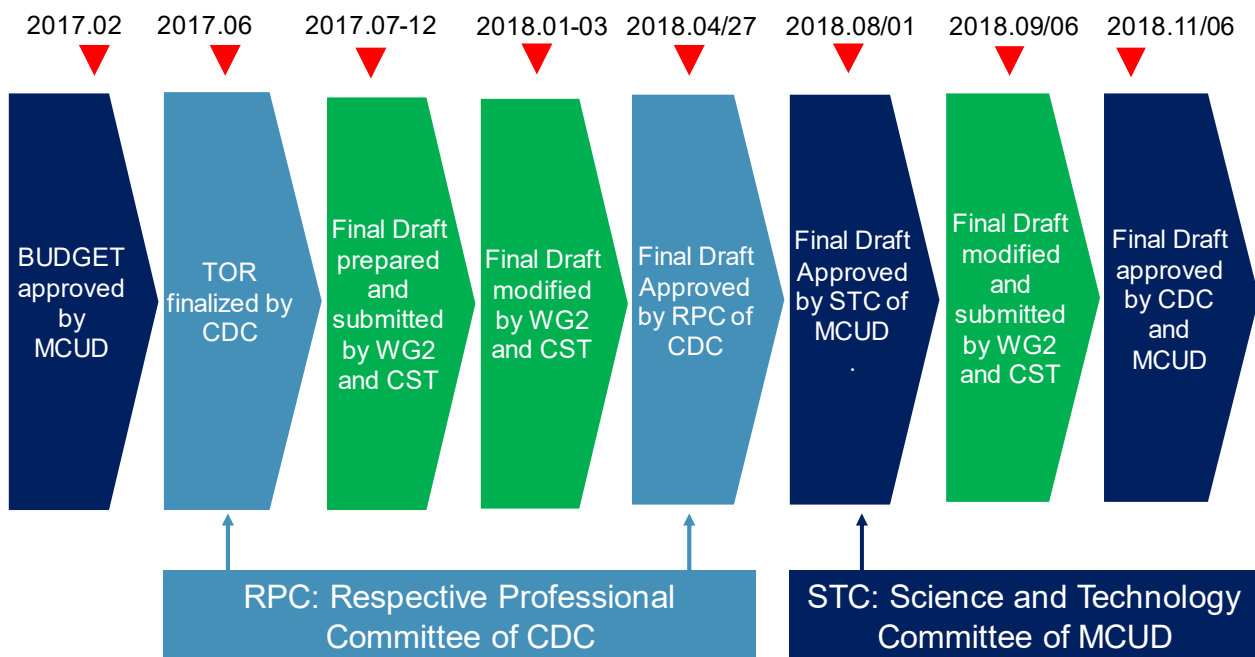 2017.02
2017.06
2017.07-12
2018.01-03
2018.04/27
2018.08/01
2018.09/06
2018.11/06
BUDGET
approved
by
MCUD
TOR
finalized by
CDC
Final Draft
prepared
and
submitted
by WG2
and CST
Final Draft
modified
by WG2
and CST
Final Draft
Approved
by RPC of
CDC
Final Draft
Approved
by STC of
MCUD
.
Final Draft
modified
and
submitted
by WG2
and CST
Final Draft
approved
by CDC
and
MCUD
RPC: Respective Professional
Committee of CDC
STC: Science and Technology
Committee of MCUD